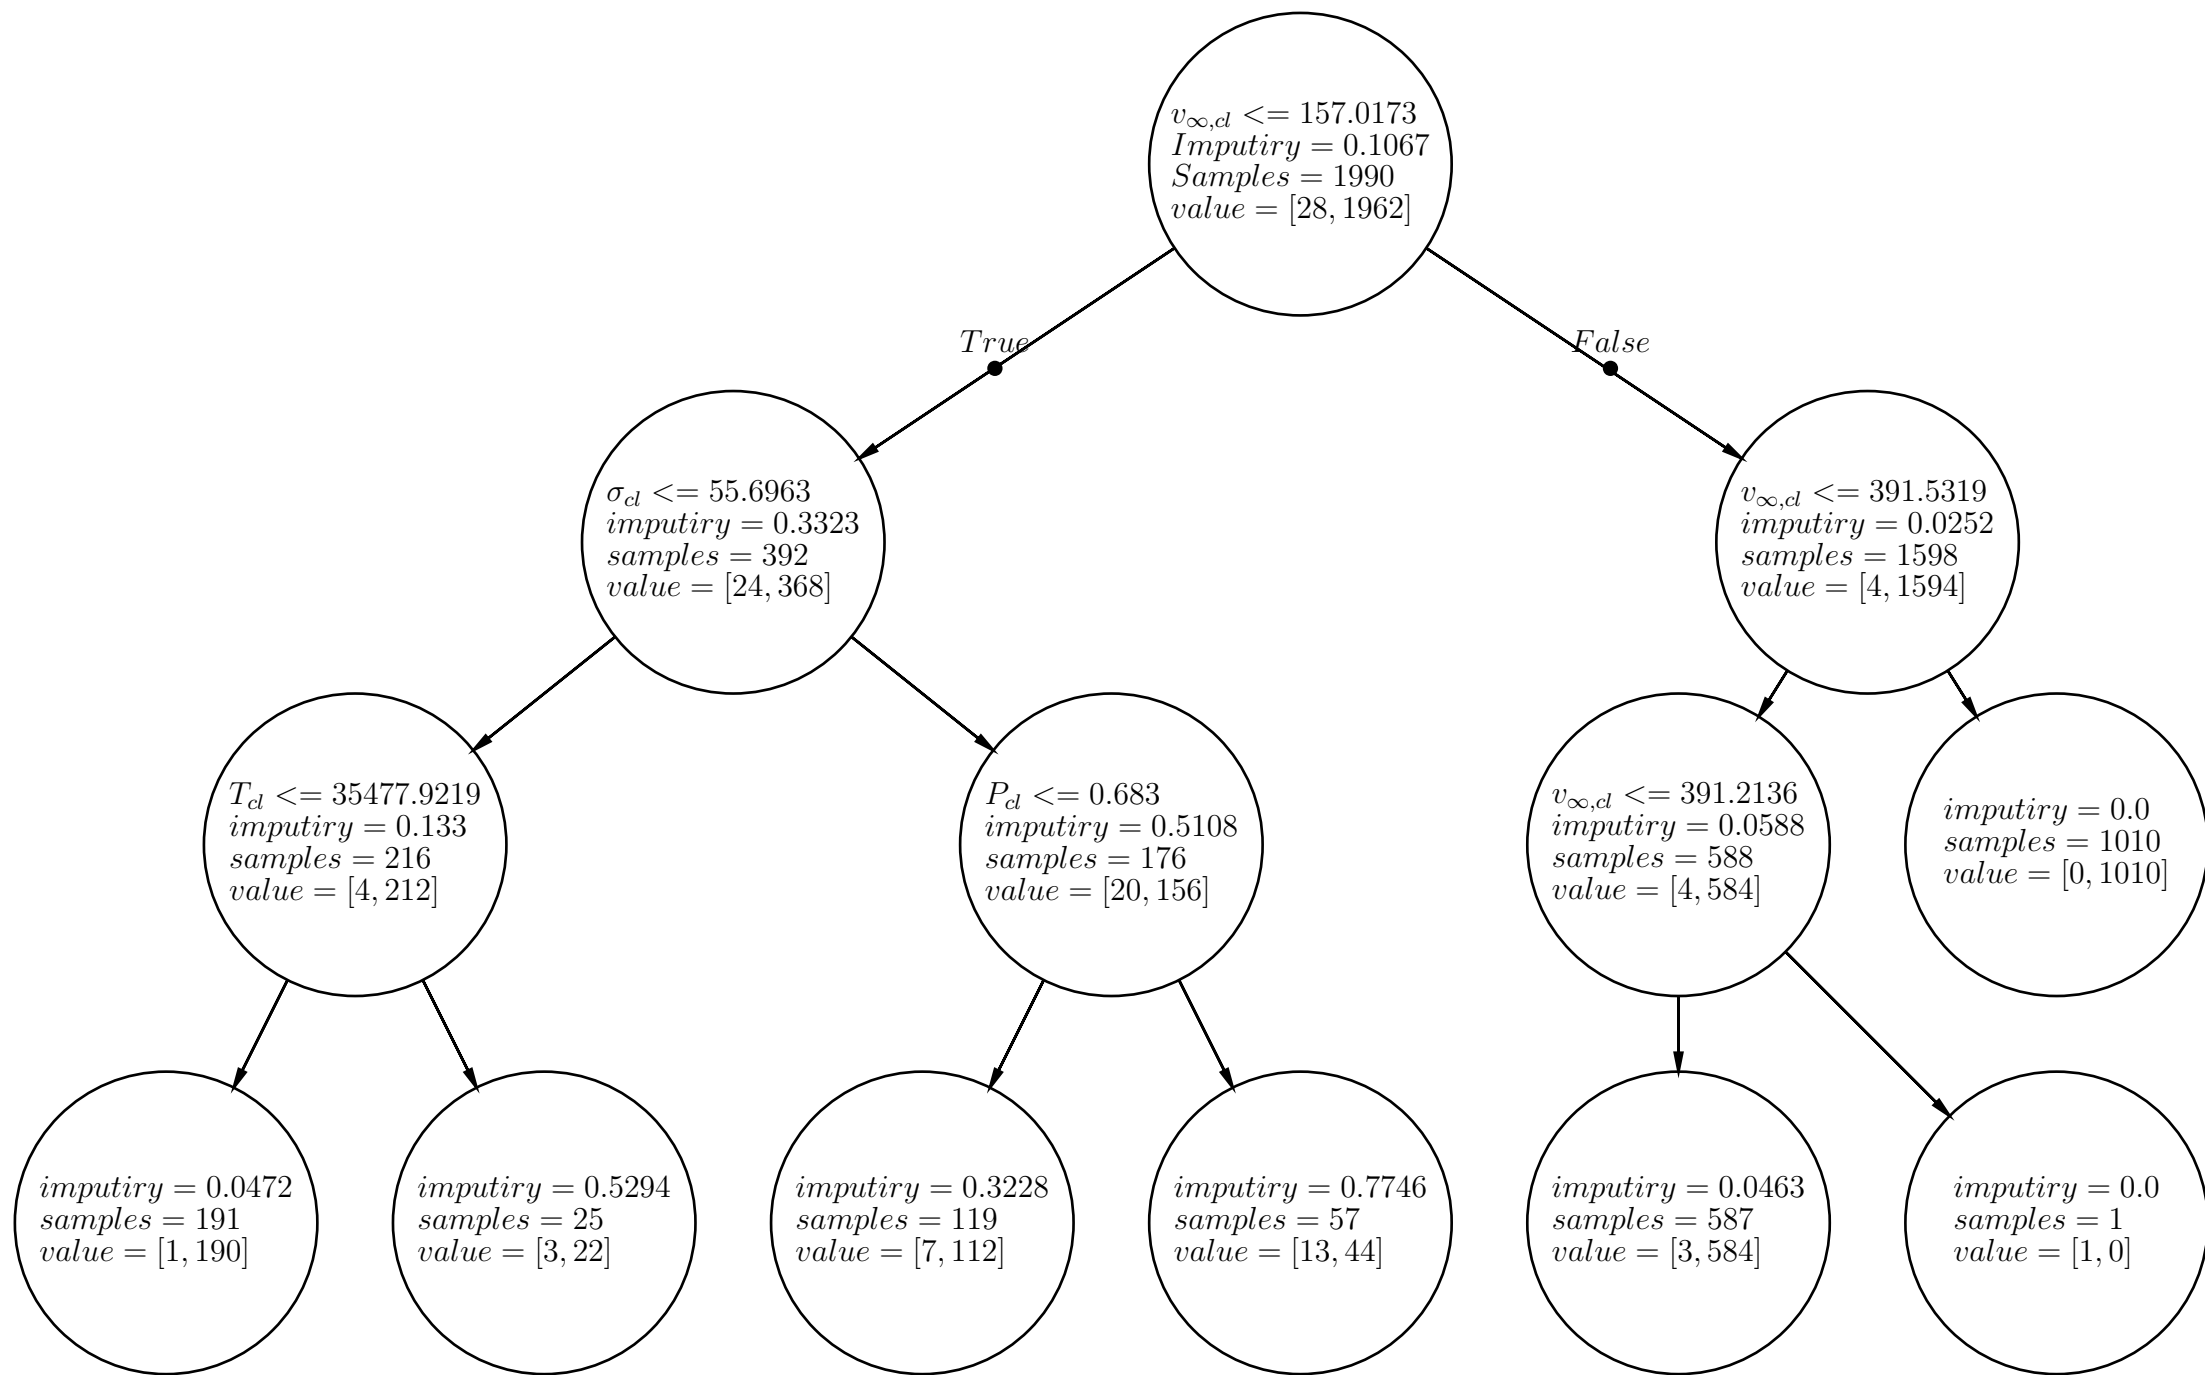 v∞,cl <= 157.0173
Imputiry = 0.1067
Samples = 1990
value = [28, 1962]
True
False
σcl <= 55.6963
imputiry = 0.3323
samples = 392
value = [24, 368]
v∞,cl <= 391.5319
imputiry = 0.0252
samples = 1598
value = [4, 1594]
Tcl <= 35477.9219
imputiry = 0.133
samples = 216
value = [4, 212]
Pcl <= 0.683
imputiry = 0.5108
samples = 176
value = [20, 156]
v∞,cl <= 391.2136
imputiry = 0.0588
samples = 588
value = [4, 584]
imputiry = 0.0
samples = 1010
value = [0, 1010]
imputiry = 0.0472
samples = 191
value = [1, 190]
imputiry = 0.5294
samples = 25
value = [3, 22]
imputiry = 0.3228
samples = 119
value = [7, 112]
imputiry = 0.7746
samples = 57
value = [13, 44]
imputiry = 0.0463
samples = 587
value = [3, 584]
imputiry = 0.0
samples = 1
value = [1, 0]